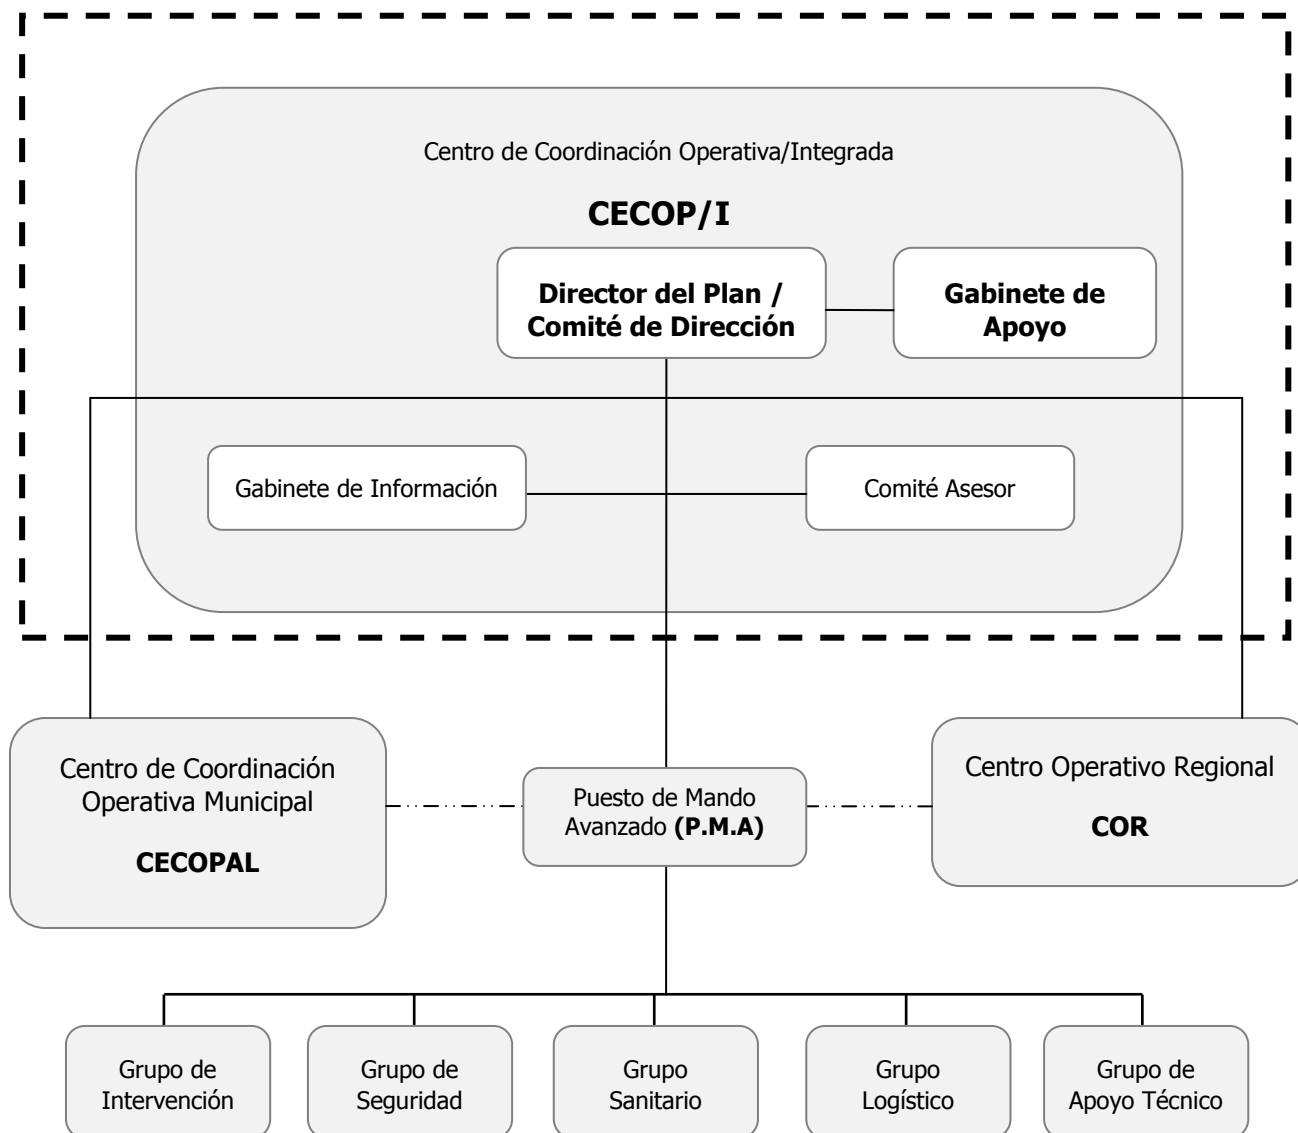 Centro de Coordinación Operativa/Integrada
CECOP/I
Director del Plan /
Comité de Dirección
Gabinete de
Apoyo
Gabinete de Información
Comité Asesor
Centro de Coordinación
Operativa Municipal
CECOPAL
Puesto de Mando
Avanzado (P.M.A)
Centro Operativo Regional
COR
Grupo de
Intervención
Grupo de
Seguridad
Grupo
Sanitario
Grupo
Logístico
Grupo de
Apoyo Técnico